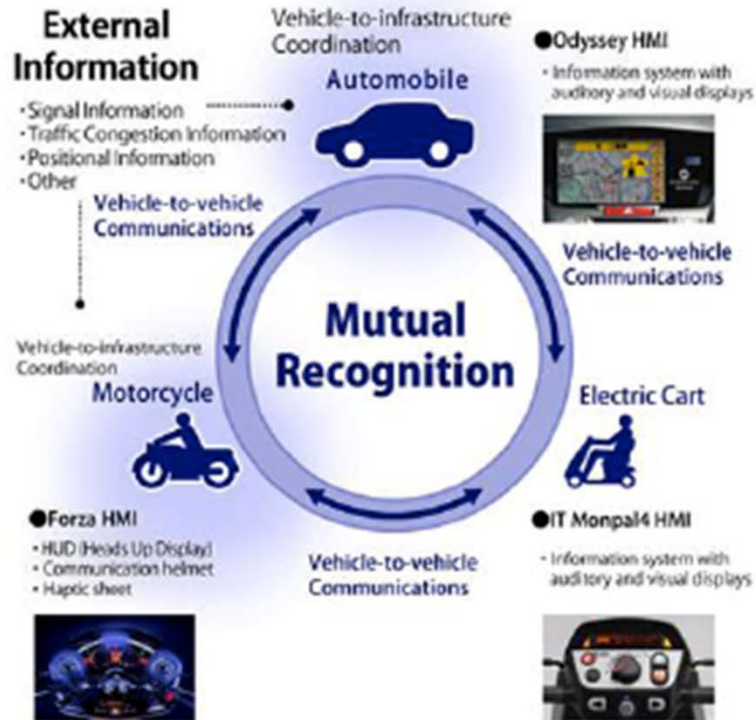 External
Information
・Signal Information
・Traffic Congestion Information
・Positional Information
・Other
Vehicle-to-infrastructure
Coordination
Automobile
●Odyssey HMI
・Information system with
auditory and visual displays
Vehicle-to-vehicle
Communications
Vehicle-to-vehicle
Communications
Mutual
Recognition
Vehicle-to-infrastructure
Coordination
Motorcycle
Electric Cart
●Forza HMI
・HUD (Heads Up Display)
・Communication helmet
・Haptic sheet
Vehicle-to-vehicle
Communications
●IT Monpal4 HMI
・Information system with
auditory and visual displays